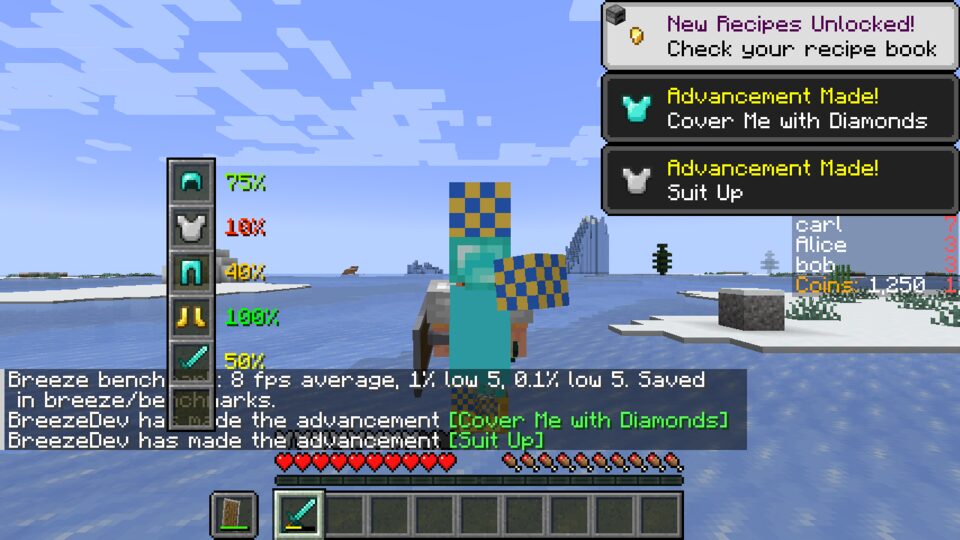 New Recipes Unlocked!
Check your recipe book
Advancement Made!
Cover Me with Diamonds
Advancement Made!
Suit Up
75%
10%
40%
100%
50%
carl
Alice
bob
Coins: 1,250
Breeze : 8 fps average, 1% low 5, 0.1% low 5. Saved
in breeze/benchmarks.
BreezeDev has made the advancement [Cover Me with Diamonds]
BreezeDev has made the advancement [Suit Up]